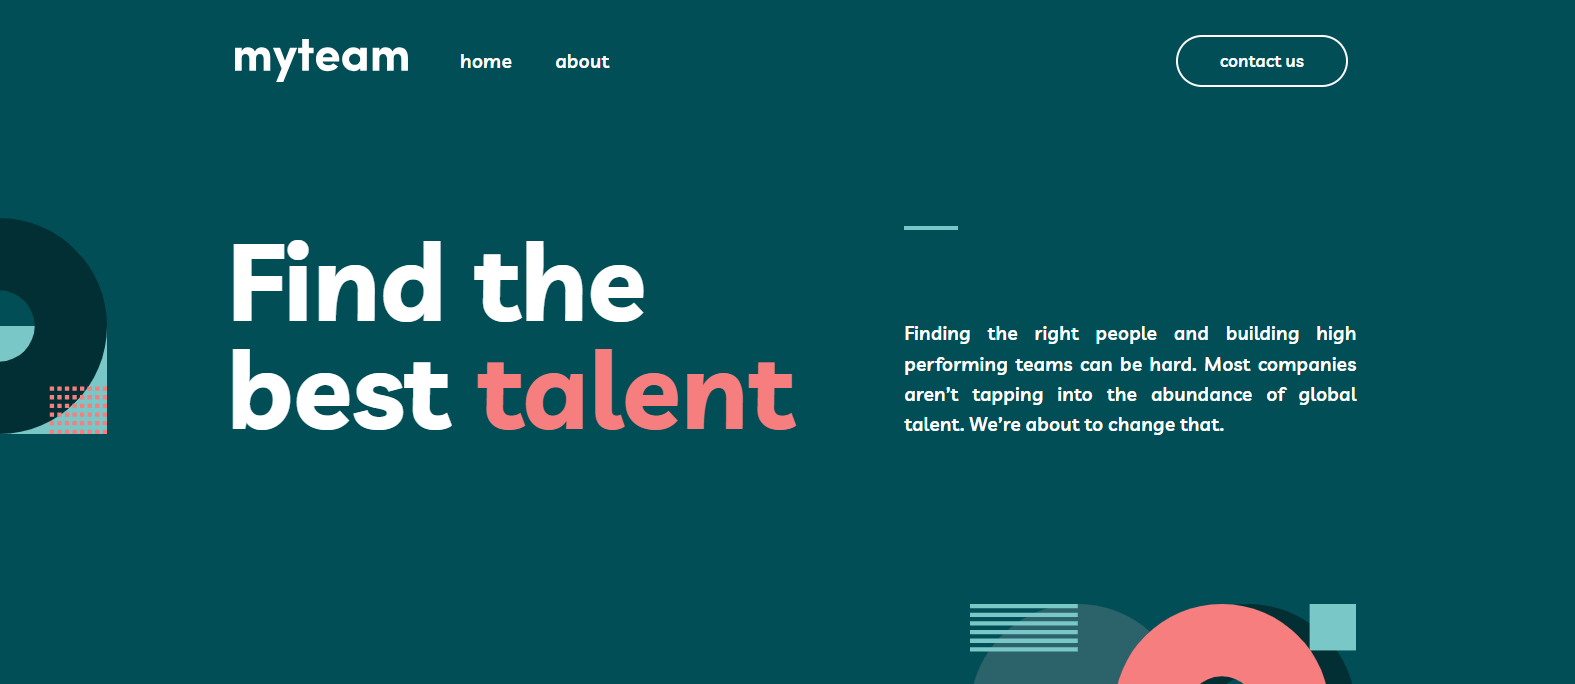 myteam
home
about
contact us
Find the
best talent
Finding the right people and building high
performing teams can be hard. Most companies
aren’t tapping into the abundance of global
talent. We’re about to change that.